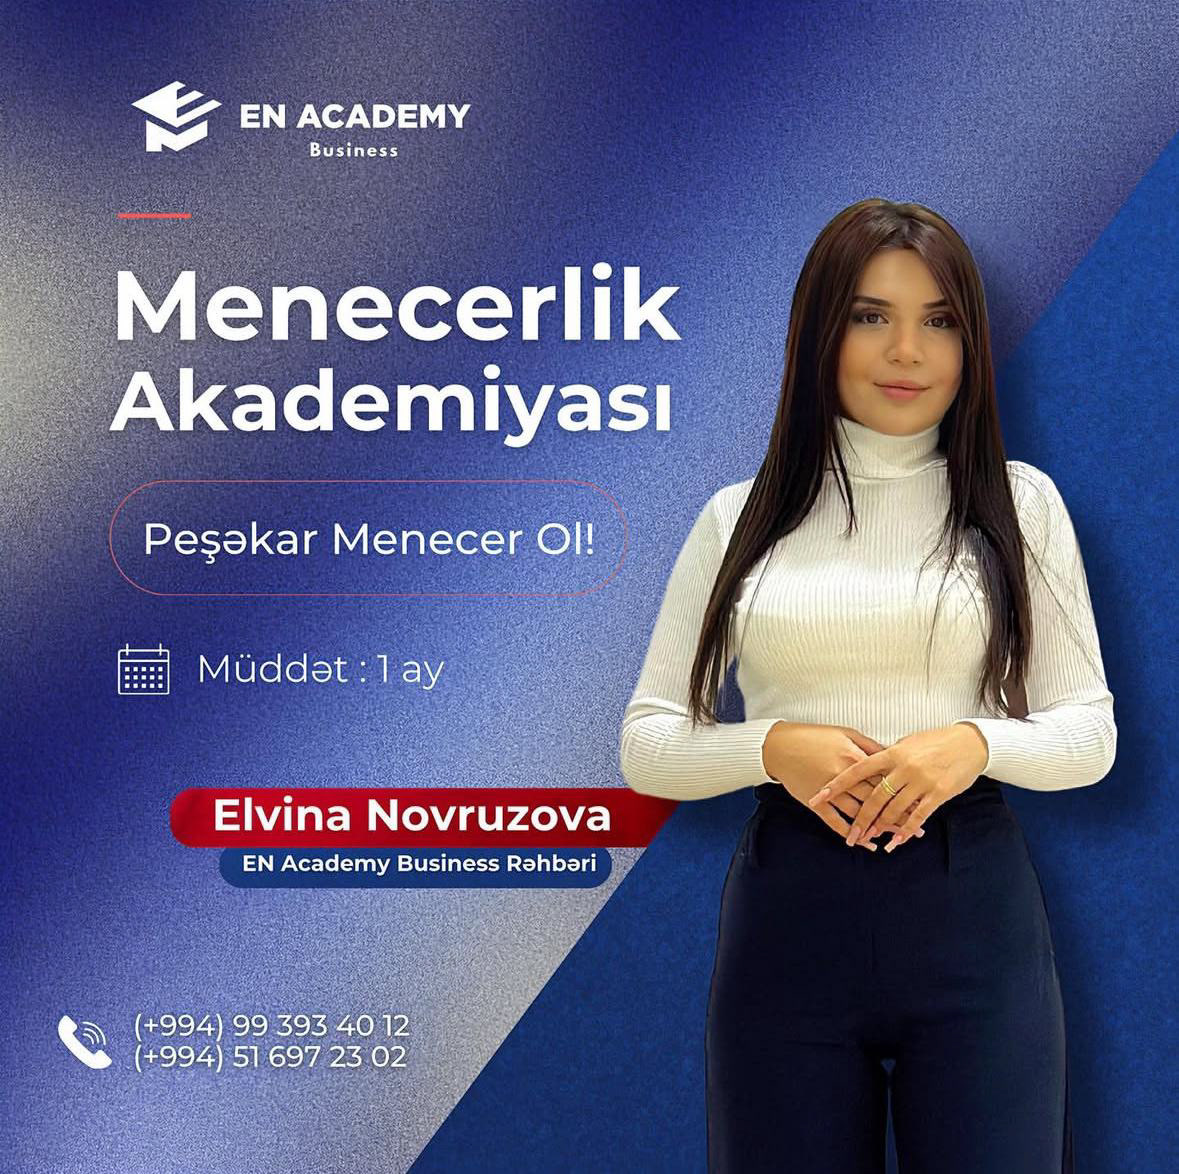 EN ACADEMY
Business
Menecerlik
Akademiyası
Peşəkar Menecer Ol!
Müddət : 1 ay
Elvina Novruzova
EN Academy Business Rəhbəri
(+994) 99 393 40 12
(+994) 51 697 23 02